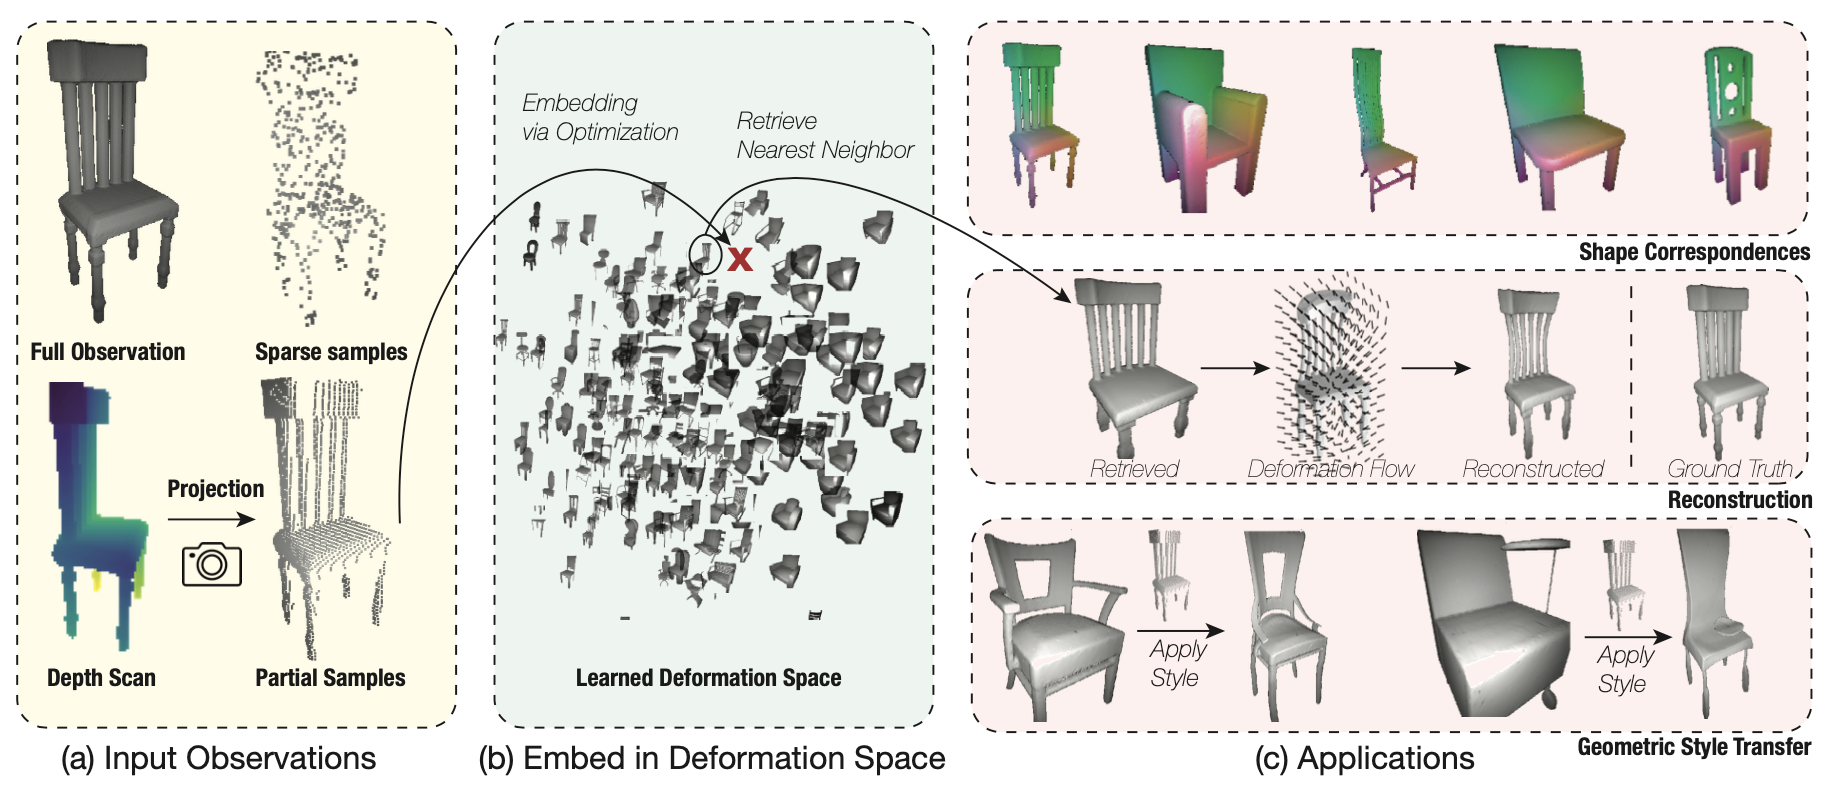 Full Observation
Sparse samples
Projection
Depth Scan
Partial Samples
(a) Input Observations
Embedding
via Optimization
Retrieve
Nearest Neighbor
X
Learned Deformation Space
(b) Embed in Deformation Space
Shape Correspondences
Retrieved
Deformation Flow
Reconstructed
Ground Truth
Reconstruction
Apply
Style
Apply
Style
Geometric Style Transfer
(c) Applications